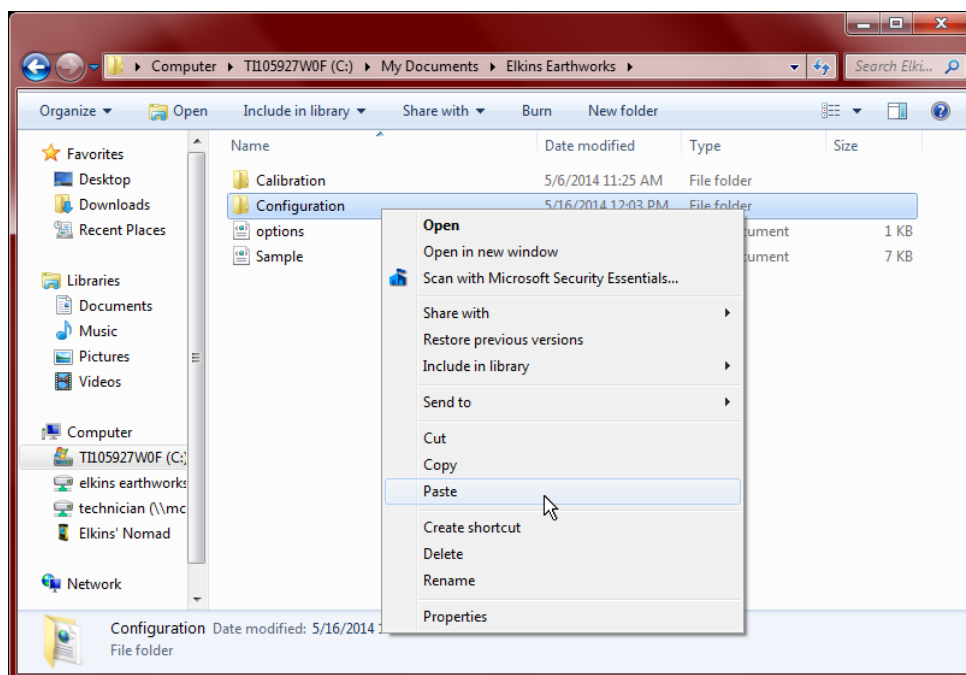 Computer TI105927W0F (C:) My Documents Elkins Earthworks Search Elki...
Organize Open Include in library Share with Burn New folder
Name Date modified Type Size
Favorites
Desktop
Downloads
Recent Places
Libraries
Documents
Music
Pictures
Videos
Computer
TI105927W0F (C:)
elkins earthworks
technician (\\mc
Elkins' Nomad
Network
Calibration 5/6/2014 11:25 AM File folder
Configuration 5/16/2014 12:03 PM File folder
options ument 1 KB
Sample ument 7 KB
Open
Open in new window
Scan with Microsoft Security Essentials...
Share with
Restore previous versions
Include in library
Send to
Cut
Copy
Paste
Create shortcut
Delete
Rename
Properties
Configuration Date modified: 5/16/2014 1
File folder